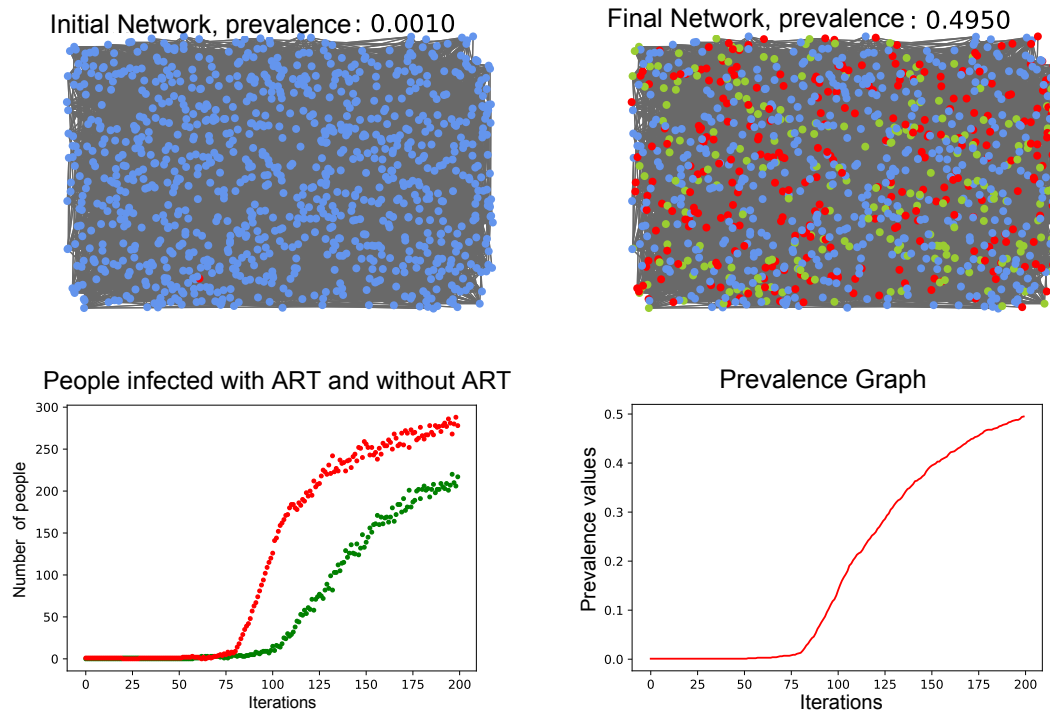 Initial Network, prevalence: 0.0010
Final Network, prevalence: 0.4950
People infected with ART and without ART
300
250
200
150
100
50
0
Number of people
0 25 50 75 100 125 150 175 200
Iterations
Prevalence Graph
0.5
0.4
0.3
0.2
0.1
0.0
Prevalence values
0 25 50 75 100 125 150 175 200
Iterations